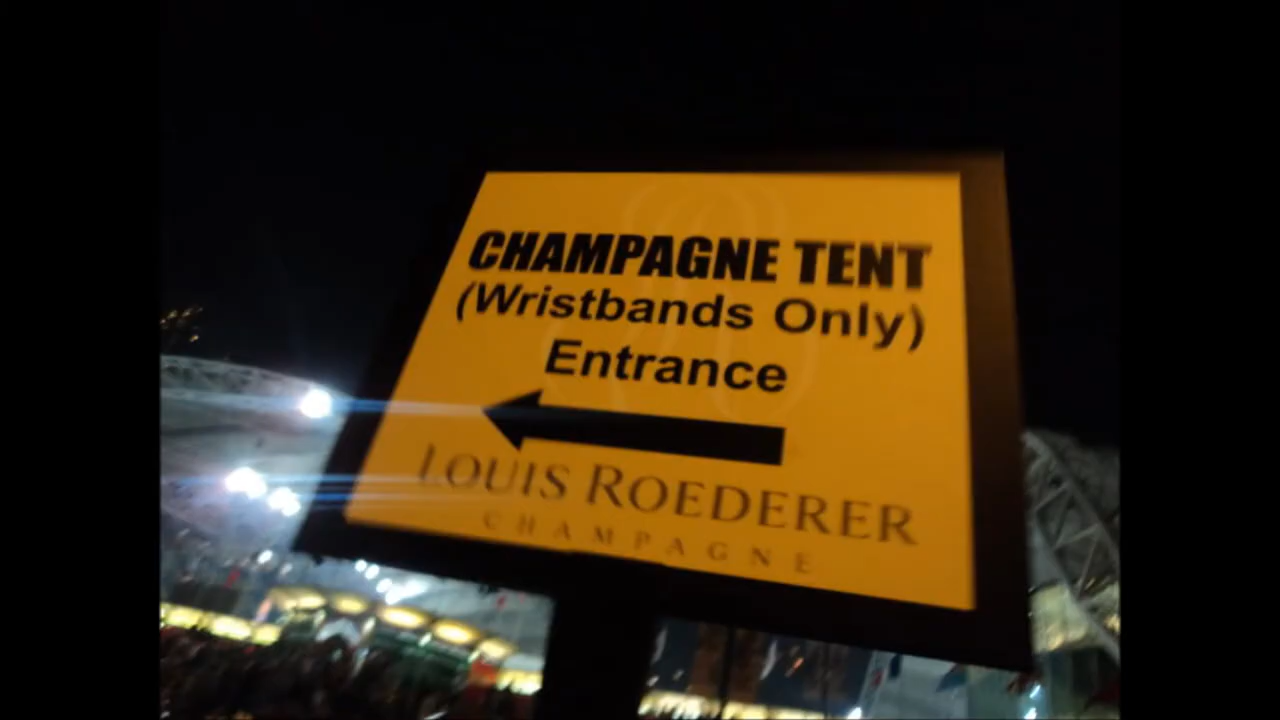 CHAMPAGNE TENT
(Wristbands Only)
Entrance
LOUIS ROEDERER
CHAMPAGNE